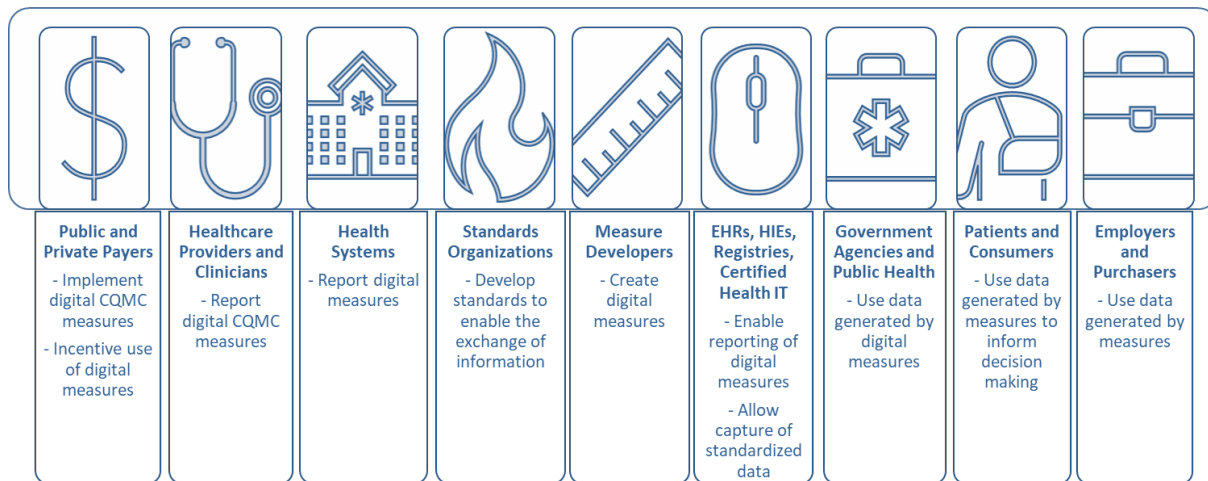 Public and
Private Payers
- Implement
digital CQMC
measures
- Incentive use
of digital
measures
Healthcare
Providers and
Clinicians
- Report
digital CQMC
measures
Health
Systems
- Report digital
measures
Standards
Organizations
- Develop
standards to
enable the
exchange of
information
Measure
Developers
- Create
digital
measures
EHRs, HIEs,
Registries,
Certified
Health IT
- Enable
reporting of
digital
measures
- Allow
capture of
standardized
data
Government
Agencies and
Public Health
- Use data
generated by
digital
measures
Patients and
Consumers
- Use data
generated by
measures to
inform
decision
making
Employers
and
Purchasers
- Use data
generated by
measures